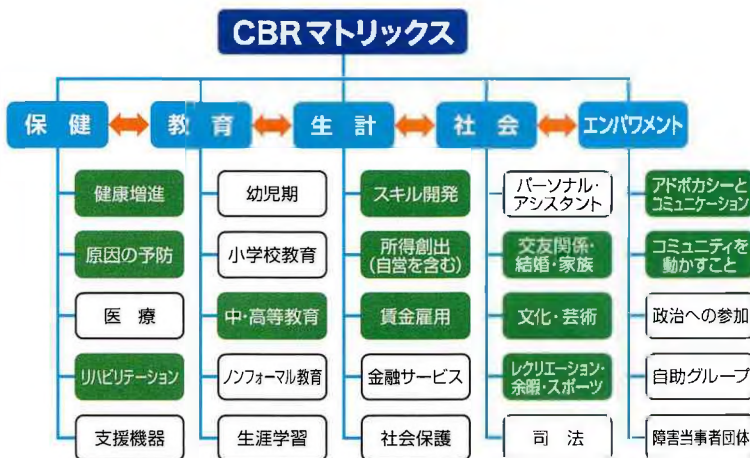 CBRマトリックス
保健
教育
生計
社会
エンパワメント
健康増進
原因の予防
医療
リハビリテーション
支援機器
幼児期
小学校教育
中・高等教育
ノンフォーマル教育
生涯学習
スキル開発
所得創出
(自営を含む)
賃金雇用
金融サービス
社会保護
パーソナル・
アシスタント
交友関係・
結婚・家族
文化・芸術
レクリエーション・
余暇・スポーツ
司法
アドボカシーと
コミュニケーション
コミュニティを
動かすこと
政治への参加
自助グループ
障害当事者団体